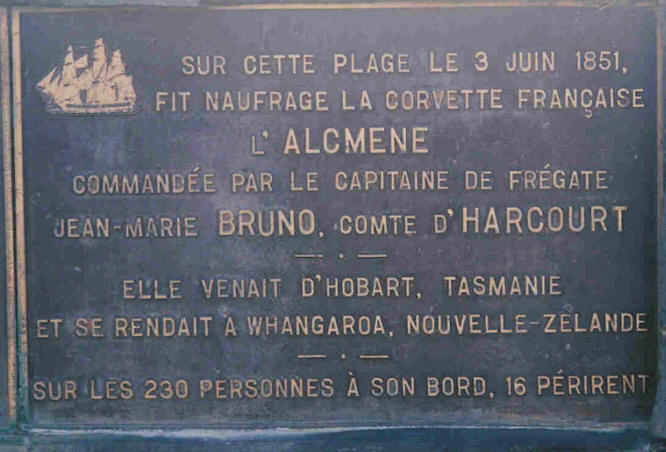 SUR CETTE PLAGE LE 3 JUIN 1851,
FIT NAUFRAGE LA CORVETTE FRANÇAISE
L' ALCMENE
COMMANDÉE PAR LE CAPITAINE DE FRÉGATE
JEAN-MARIE BRUNO, COMTE D'HARCOURT
— . —
ELLE VENAIT D'HOBART, TASMANIE
ET SE RENDAIT À WHANGAROA, NOUVELLE-ZELANDE
— . —
SUR LES 230 PERSONNES À SON BORD, 16 PÉRIRENT